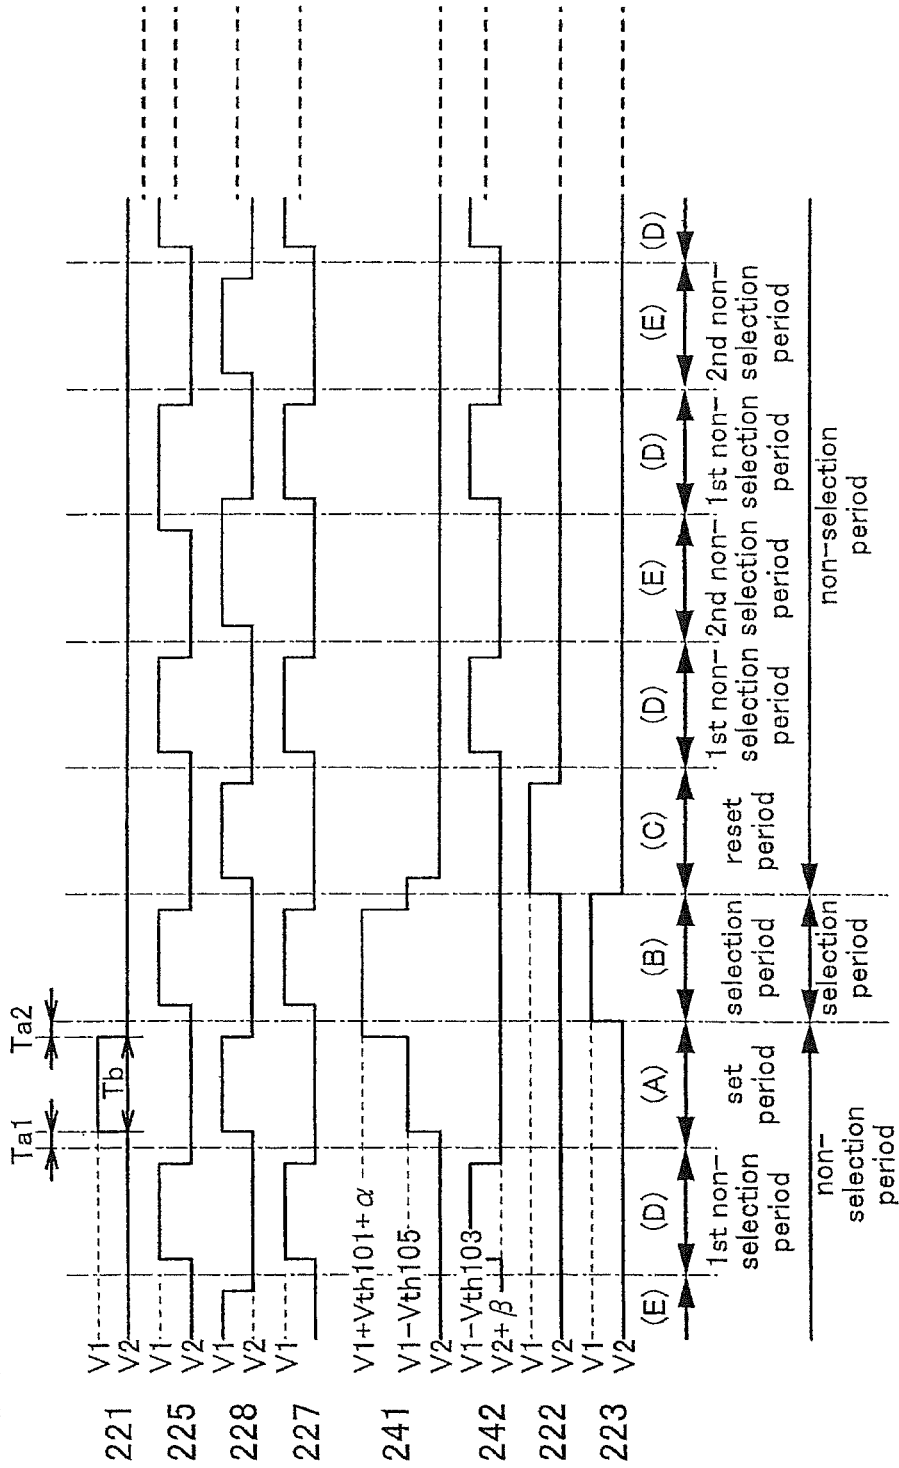 Ta1
Ta2
Tb
221
V1
V2
225
V1
V2
228
V1
V2
227
V1
241
V1+Vth101+α
V1-Vth105
V2
242
V1-Vth103
V2+β
222
V1
V2
223
V1
V2
(E)
(D)
(A)
(B)
(C)
(D)
(E)
(D)
(E)
(D)
1st non-
selection
period
set
period
selection
period
reset
period
1st non-
selection
period
2nd non-
selection
period
1st non-
selection
period
2nd non-
selection
period
non-
selection
period
selection
period
non-selection
period